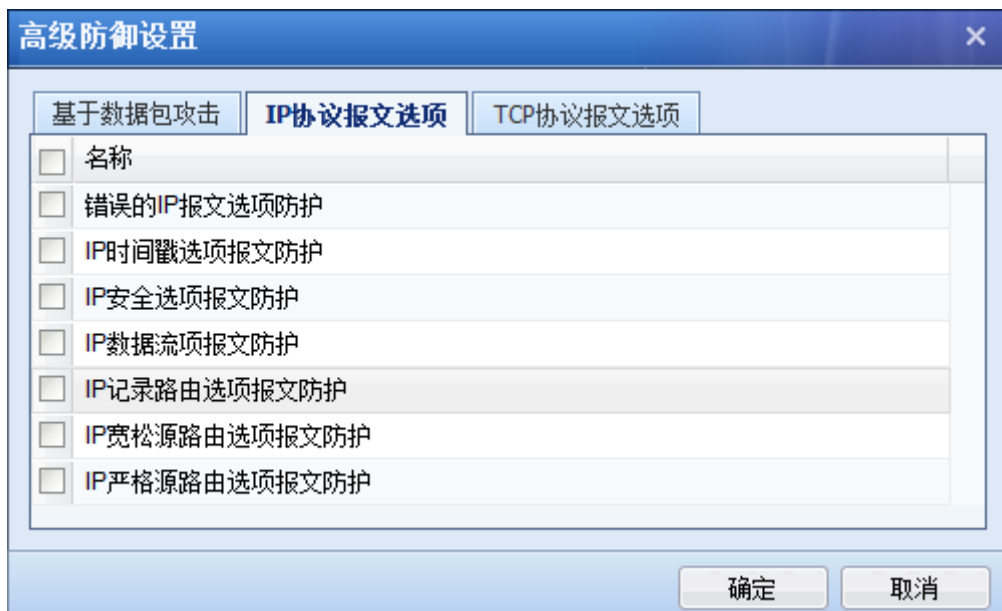 高级防御设置
基于数据包攻击 IP协议报文选项 TCP协议报文选项
名称
错误的IP报文选项防护
IP时间戳选项报文防护
IP安全选项报文防护
IP数据流项报文防护
IP记录路由选项报文防护
IP宽松源路由选项报文防护
IP严格源路由选项报文防护
确定 取消